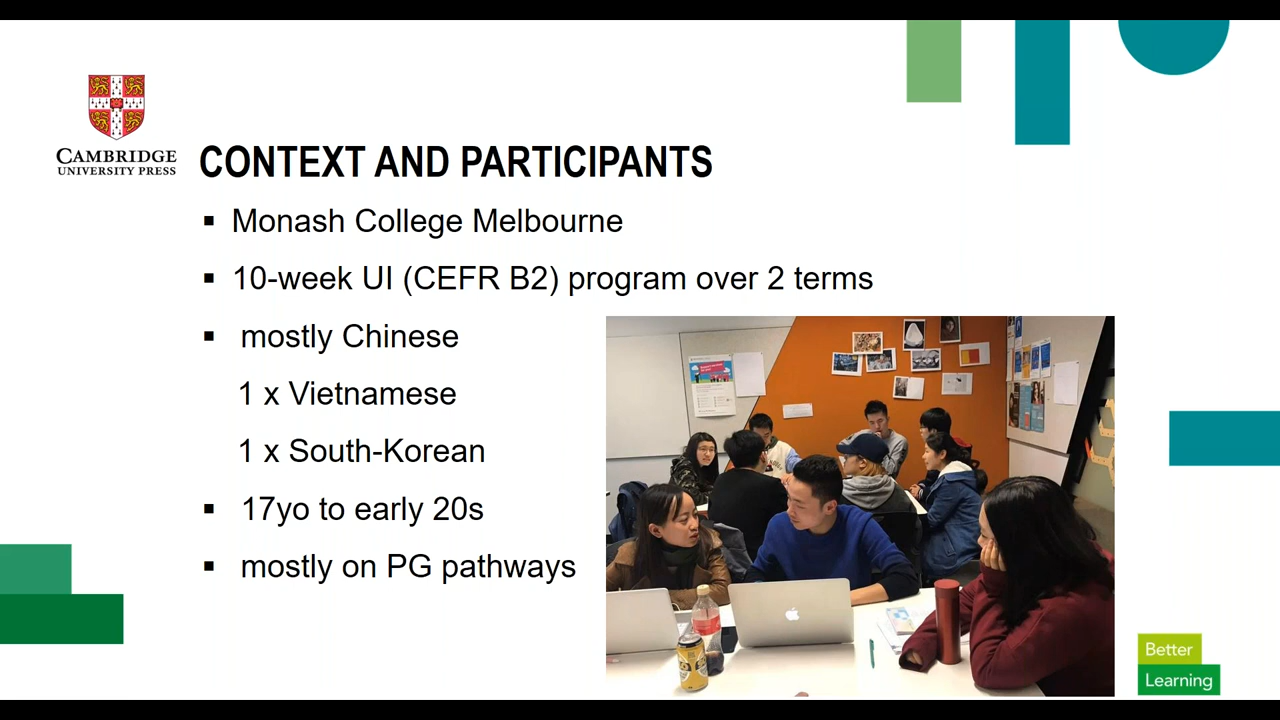 CAMBRIDGE
UNIVERSITY PRESS
CONTEXT AND PARTICIPANTS
▪ Monash College Melbourne
▪ 10-week UI (CEFR B2) program over 2 terms
▪ mostly Chinese
1 x Vietnamese
1 x South-Korean
▪ 17yo to early 20s
▪ mostly on PG pathways
Better
Learning